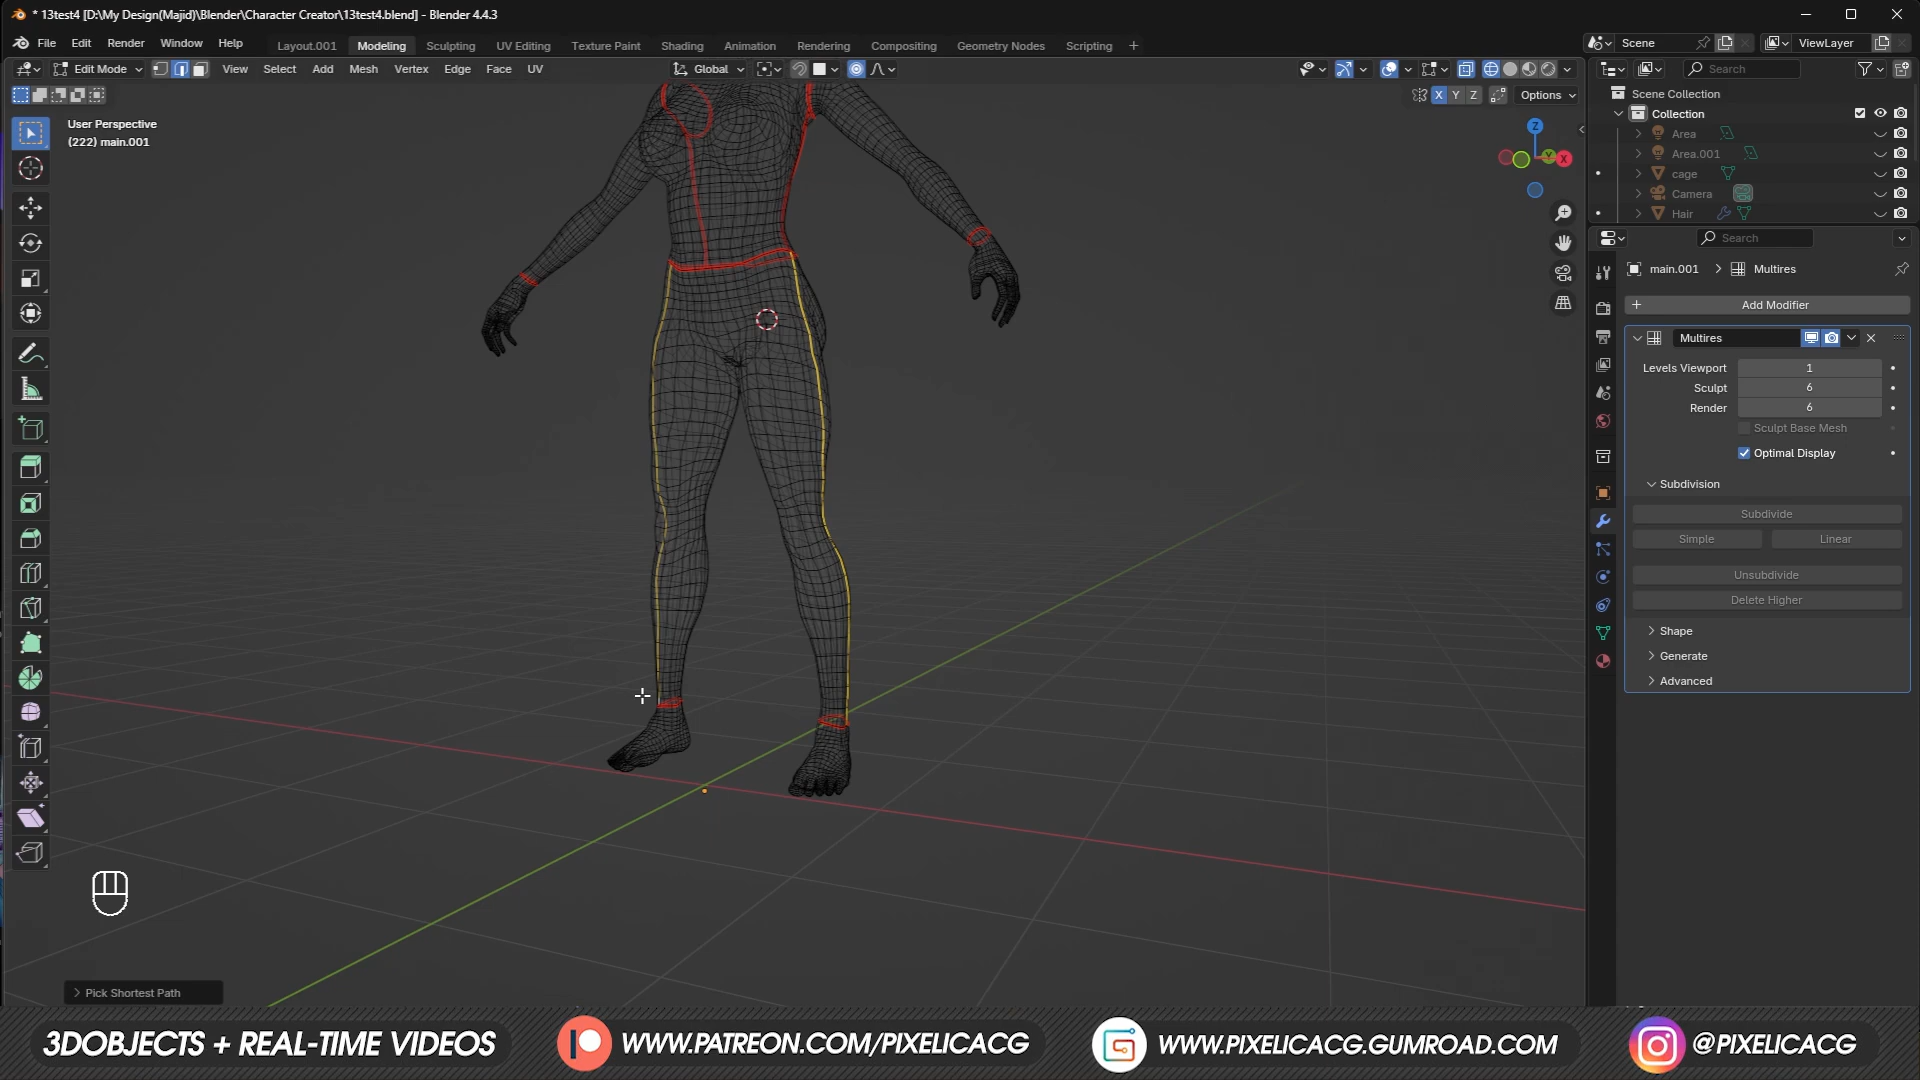 * 13test4 [D:\My Design(Majid)\Blender\Character Creator\13test4.blend] - Blender 4.4.3
File Edit Render Window Help Layout.001 Modeling Sculpting UV Editing Texture Paint Shading Animation Rendering Compositing Geometry Nodes Scripting + Scene ViewLayer
Edit Mode View Select Add Mesh Vertex Edge Face UV Global Search
X Y Z Options
User Perspective
(222) main.001
Z
Y X
Scene Collection
Collection
Area
Area.001
cage
Camera
Hair
Search
main.001 > Multires
+ Add Modifier
Multires
Levels Viewport 1
Sculpt 6
Render 6
Sculpt Base Mesh
Optimal Display
Subdivision
Subdivide
Simple Linear
Unsubdivide
Delete Higher
Shape
Generate
Advanced
> Pick Shortest Path
3DOBJECTS + REAL-TIME VIDEOS WWW.PATREON.COM/PIXELICACG WWW.PIXELICACG.GUMROAD.COM @PIXELICACG